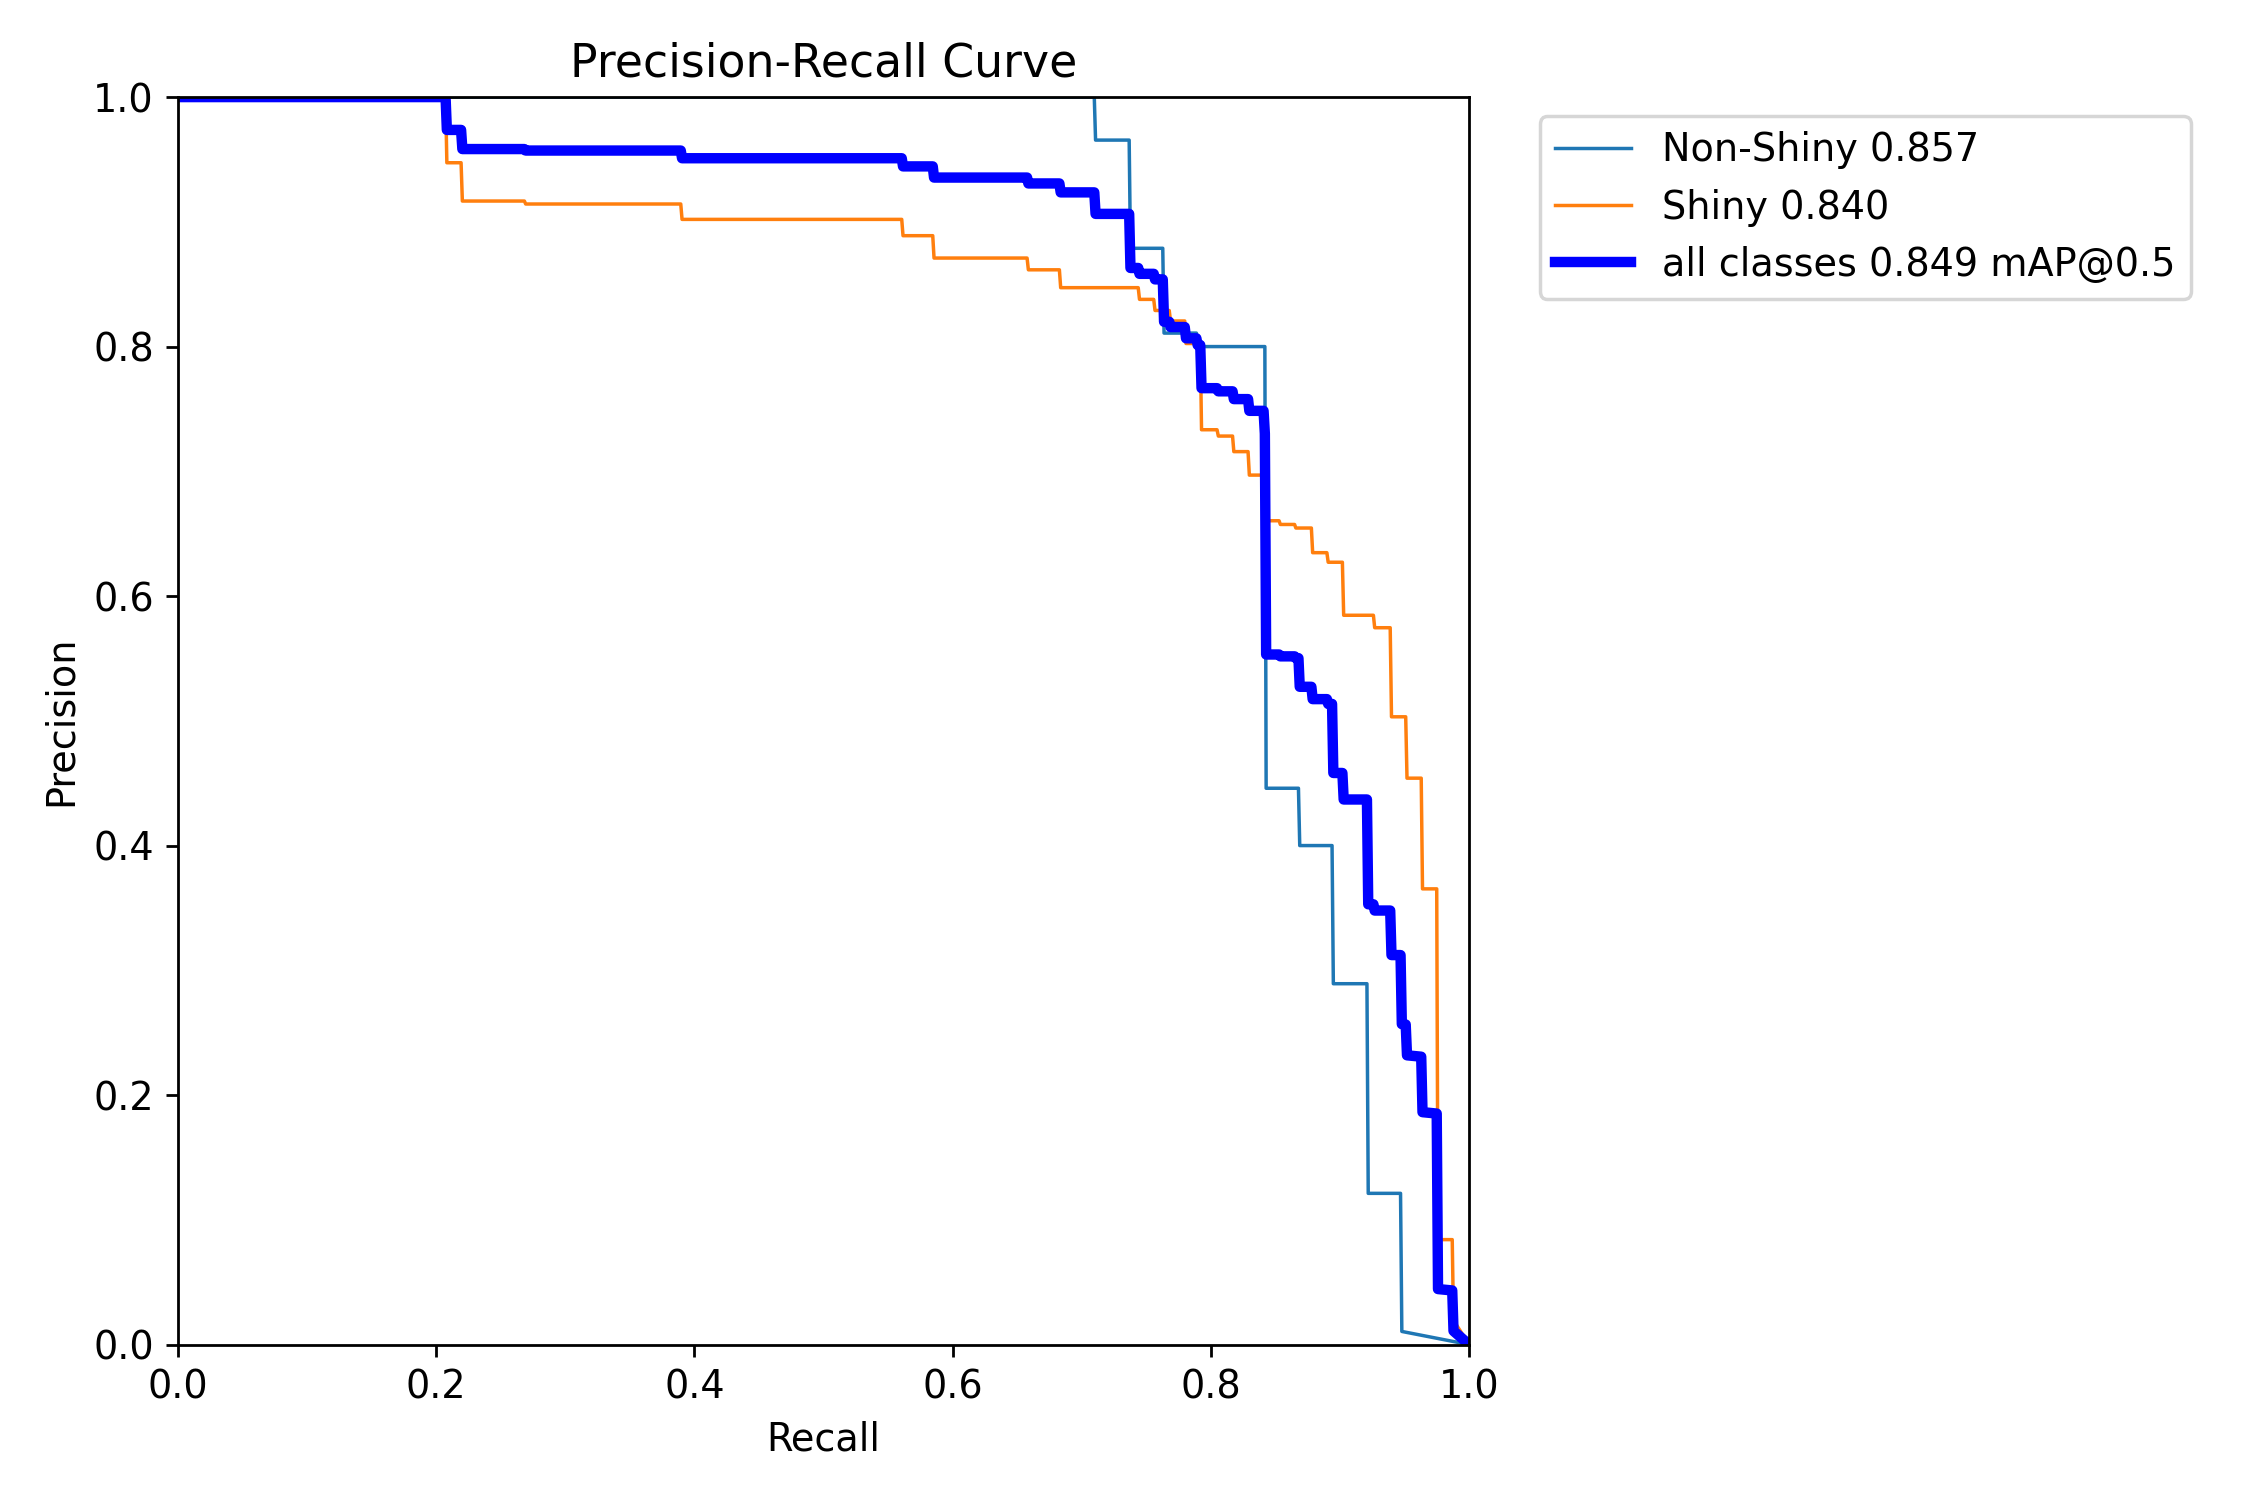 Precision-Recall Curve
Non-Shiny 0.857
Shiny 0.840
all classes 0.849 mAP@0.5
Precision
1.0
0.8
0.6
0.4
0.2
0.0
0.0 0.2 0.4 0.6 0.8 1.0
Recall